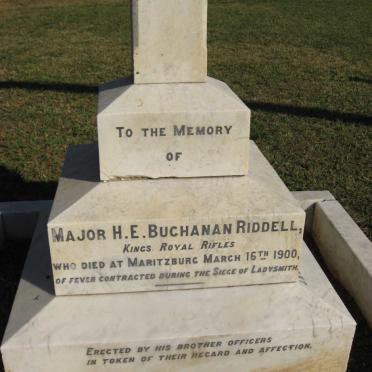 TO THE MEMORY
OF
MAJOR H.E. BUCHANAN RIDDELL,
KINGS ROYAL RIFLES
WHO DIED AT MARITZBURG MARCH 16TH 1900,
OF FEVER CONTRACTED DURING THE SIEGE OF LADYSMITH.
ERECTED BY HIS BROTHER OFFICERS
IN TOKEN OF THEIR REGARD AND AFFECTION.